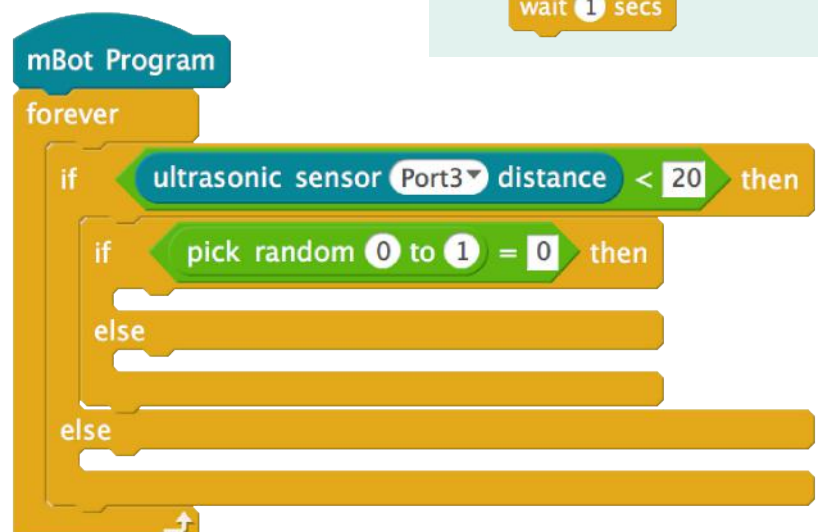 wait 1 secs
mBot Program
forever
if ultrasonic sensor Port3 distance < 20 then
if pick random 0 to 1 = 0 then
else
else